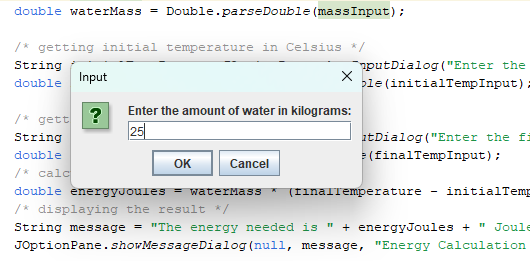 double waterMass = Double.parseDouble(massInput);
/* getting initial temperature in Celsius */
String InputDialog("Enter the
double (initialTempInput);
Input
Enter the amount of water in kilograms:
25
OK Cancel
/* gett
String ("Enter the fi
double (finalTempInput);
/* calc
double energyJoules = waterMass * (finalTemperature - initialTemp
/* displaying the result */
String message = "The energy needed is " + energyJoules + " Joule
JOptionPane.showMessageDialog(null, message, "Energy Calculation